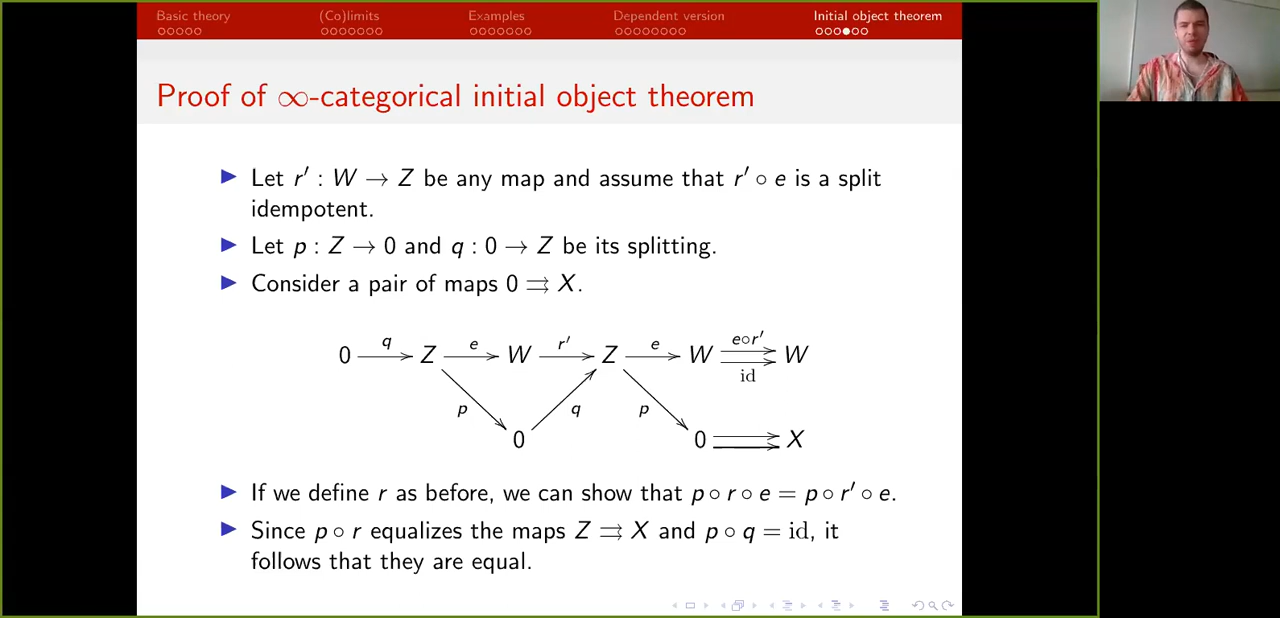 Basic theory (Co)limits Examples Dependent version Initial object theorem
Proof of ∞-categorical initial object theorem
Let r′ : W → Z be any map and assume that r′ ∘ e is a split
idempotent.
Let p : Z → 0 and q : 0 → Z be its splitting.
Consider a pair of maps 0 ⇉ X.
e∘r′
q e r′ e
0 Z W Z W W
id
p q p
0 0 X
If we define r as before, we can show that p ∘ r ∘ e = p ∘ r′ ∘ e.
Since p ∘ r equalizes the maps Z ⇉ X and p ∘ q = id, it
follows that they are equal.